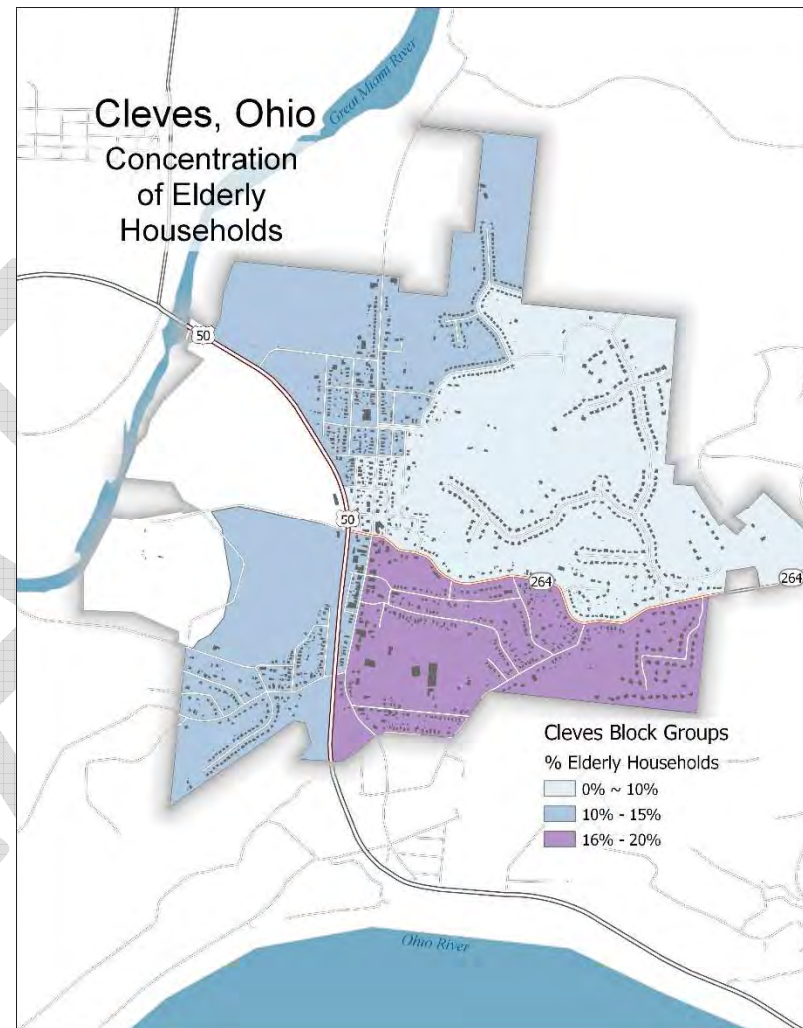 Great Miami River
Cleves, Ohio
Concentration
of Elderly
Households
50
50
264
264
Cleves Block Groups
% Elderly Households
0% ~ 10%
10% - 15%
16% - 20%
Ohio River